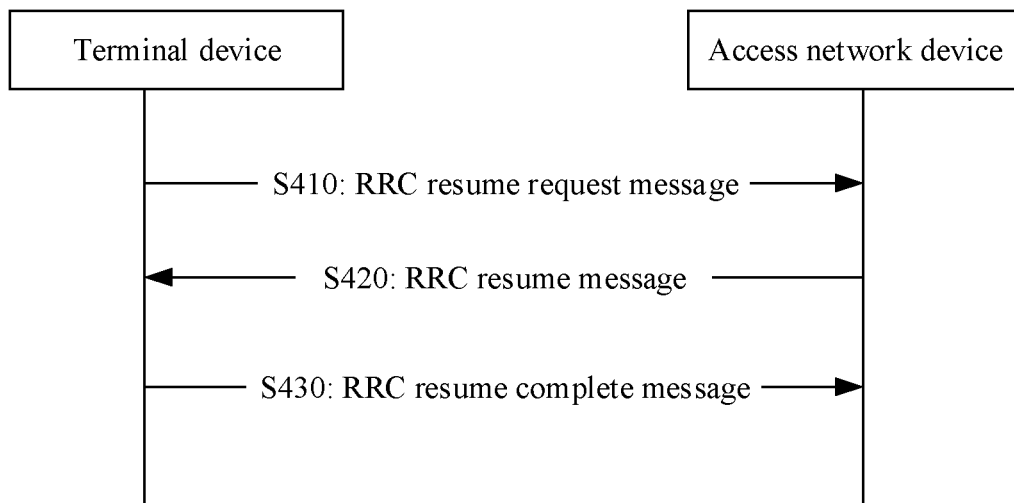 Terminal device
Access network device
S410: RRC resume request message
S420: RRC resume message
S430: RRC resume complete message